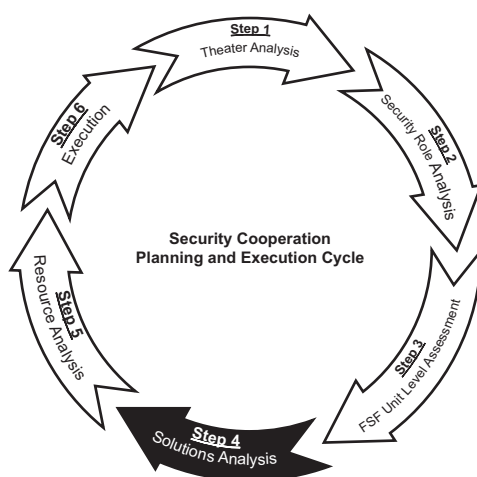 Step 1
Theater Analysis
Step 2
Security Role Analysis
Step 3
FSF Unit Level Assessment
Step 4
Solutions Analysis
Step 5
Resource Analysis
Step 6
Execution
Security Cooperation
Planning and Execution Cycle